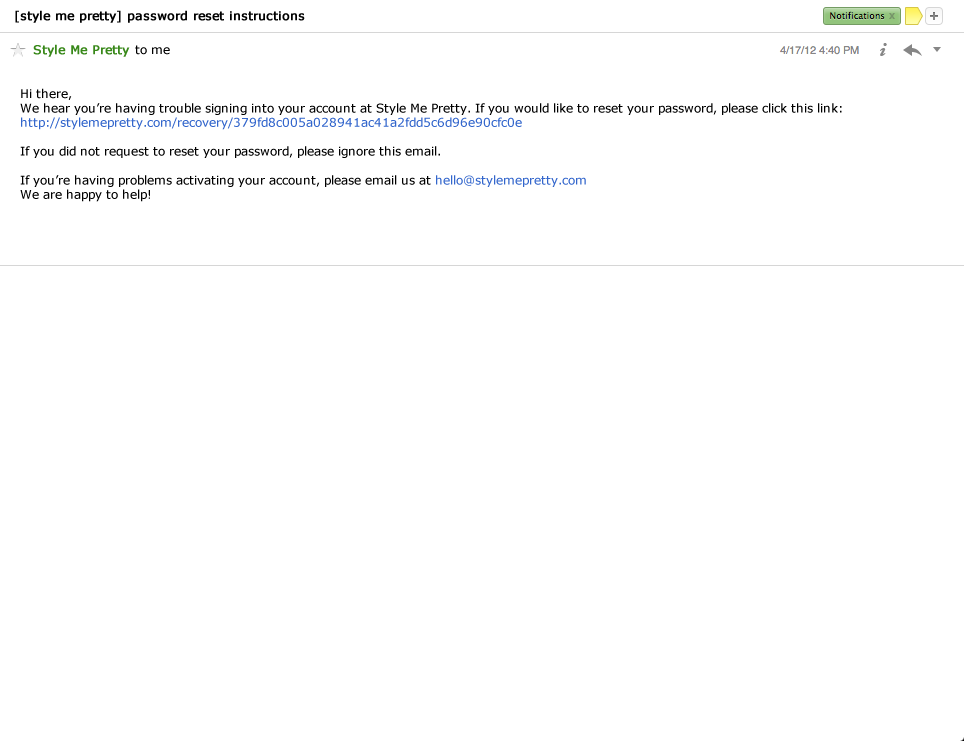 [style me pretty] password reset instructions
Notifications x
+
Style Me Pretty to me
4/17/12 4:40 PM
i
Hi there,
We hear you’re having trouble signing into your account at Style Me Pretty. If you would like to reset your password, please click this link:
http://stylemepretty.com/recovery/379fd8c005a028941ac41a2fdd5c6d96e90cfc0e
If you did not request to reset your password, please ignore this email.
If you’re having problems activating your account, please email us at hello@stylemepretty.com
We are happy to help!